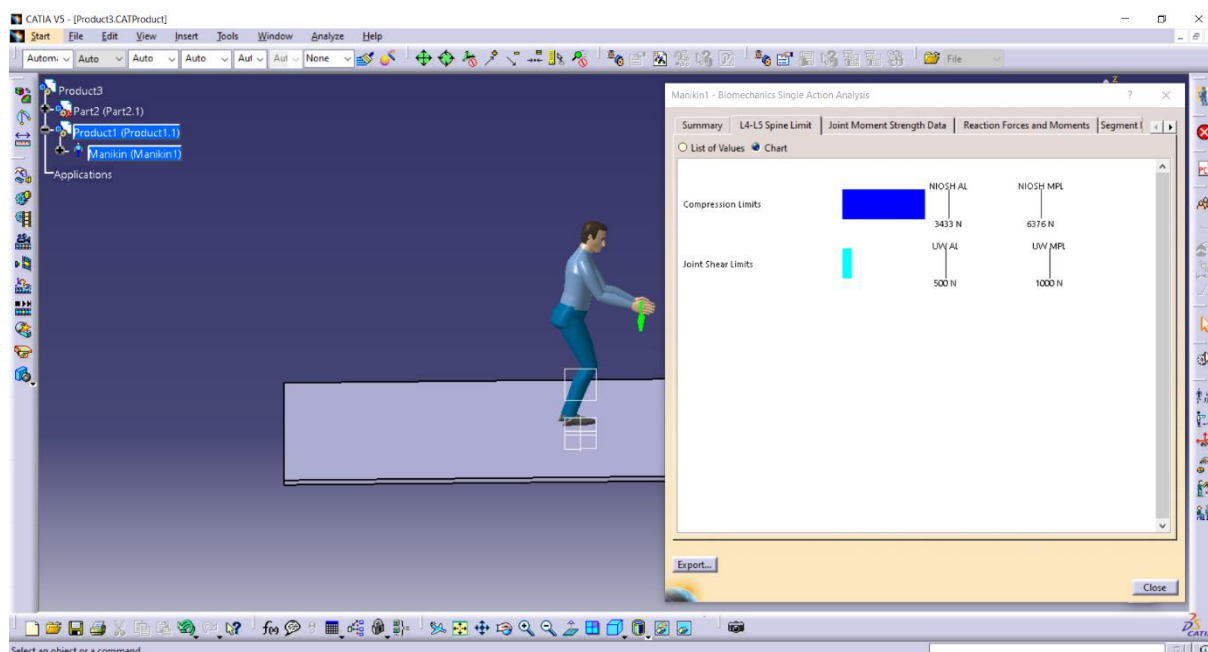 CATIA V5 - [Product3.CATProduct]
Start File Edit View Insert Tools Window Analyze Help
Auto Auto Auto Aut Aut None File
Product3
Part2 (Part2.1)
Product1 (Product1.1)
Manikin (Manikin1)
Applications
z
Manikin1 - Biomechanics Single Action Analysis ?
Summary L4-L5 Spine Limit Joint Moment Strength Data Reaction Forces and Moments Segment
List of Values Chart
NIOSH AL NIOSH MPL
Compression Limits
3433 N 6376 N
UW AL UW MPL
Joint Shear Limits
500 N 1000 N
Export...
Close
f(x)
CATIA
Select an object or a command